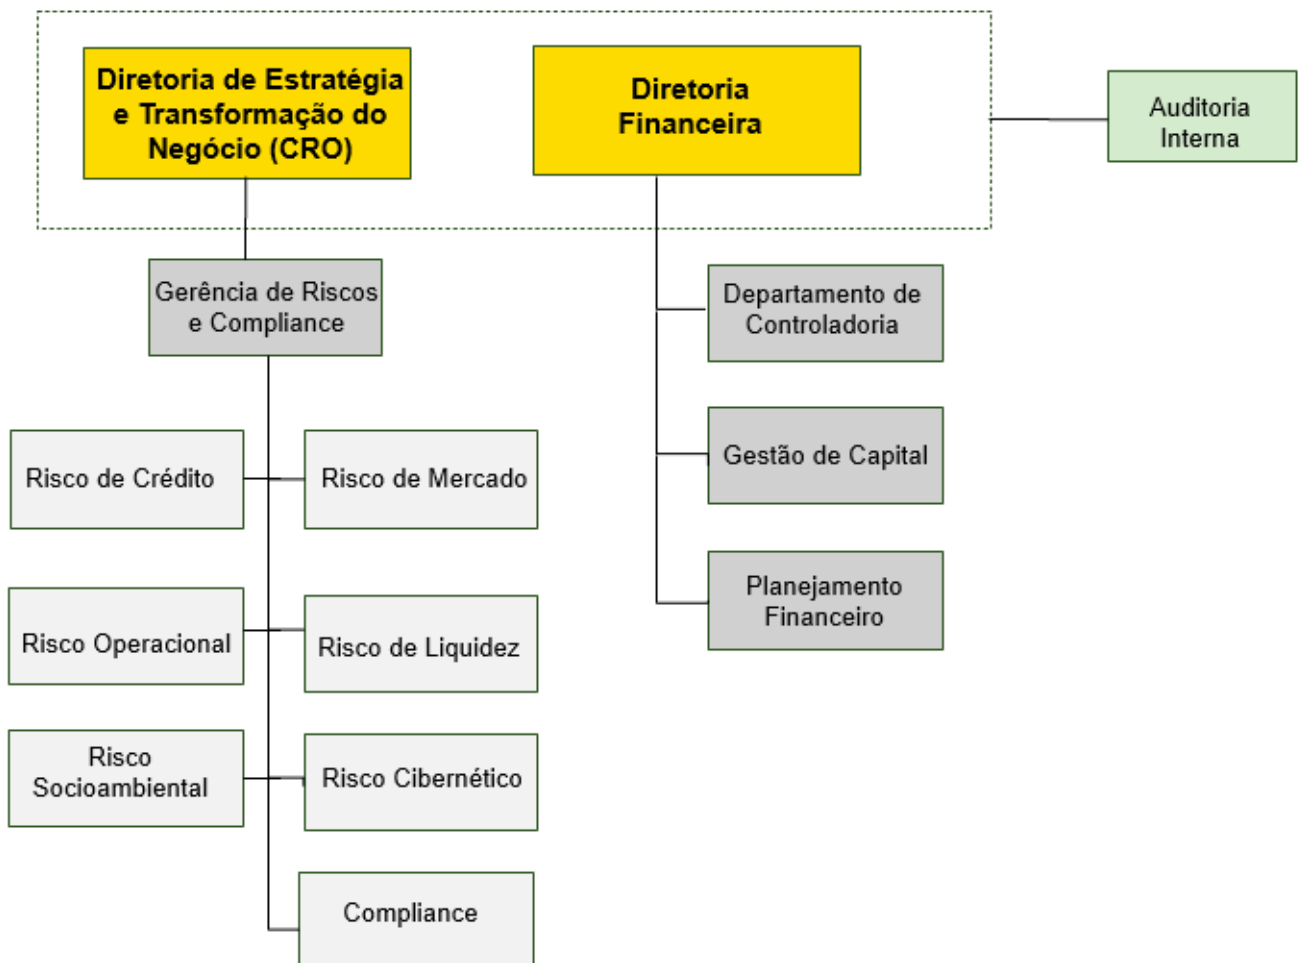 Diretoria de Estratégia
e Transformação do
Negócio (CRO)
Diretoria
Financeira
Auditoria
Interna
Gerência de Riscos
e Compliance
Departamento de
Controladoria
Gestão de Capital
Planejamento
Financeiro
Risco de Crédito
Risco de Mercado
Risco Operacional
Risco de Liquidez
Risco
Socioambiental
Risco Cibernético
Compliance